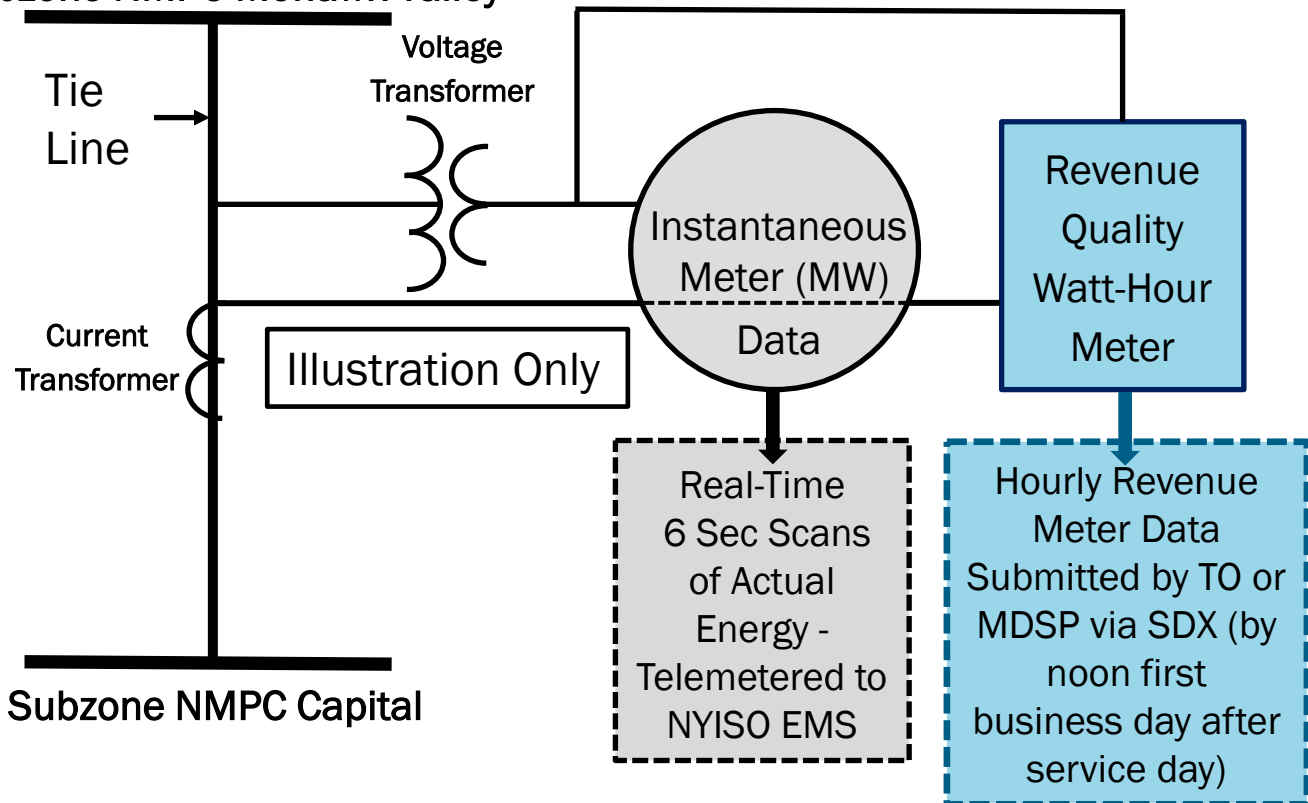 Voltage
Transformer
Tie
Line
Instantaneous
Meter (MW)
Data
Revenue
Quality
Watt-Hour
Meter
Current
Transformer
Illustration Only
Real-Time
6 Sec Scans
of Actual
Energy -
Telemetered to
NYISO EMS
Hourly Revenue
Meter Data
Submitted by TO or
MDSP via SDX (by
noon first
business day after
service day)
Subzone NMPC Capital